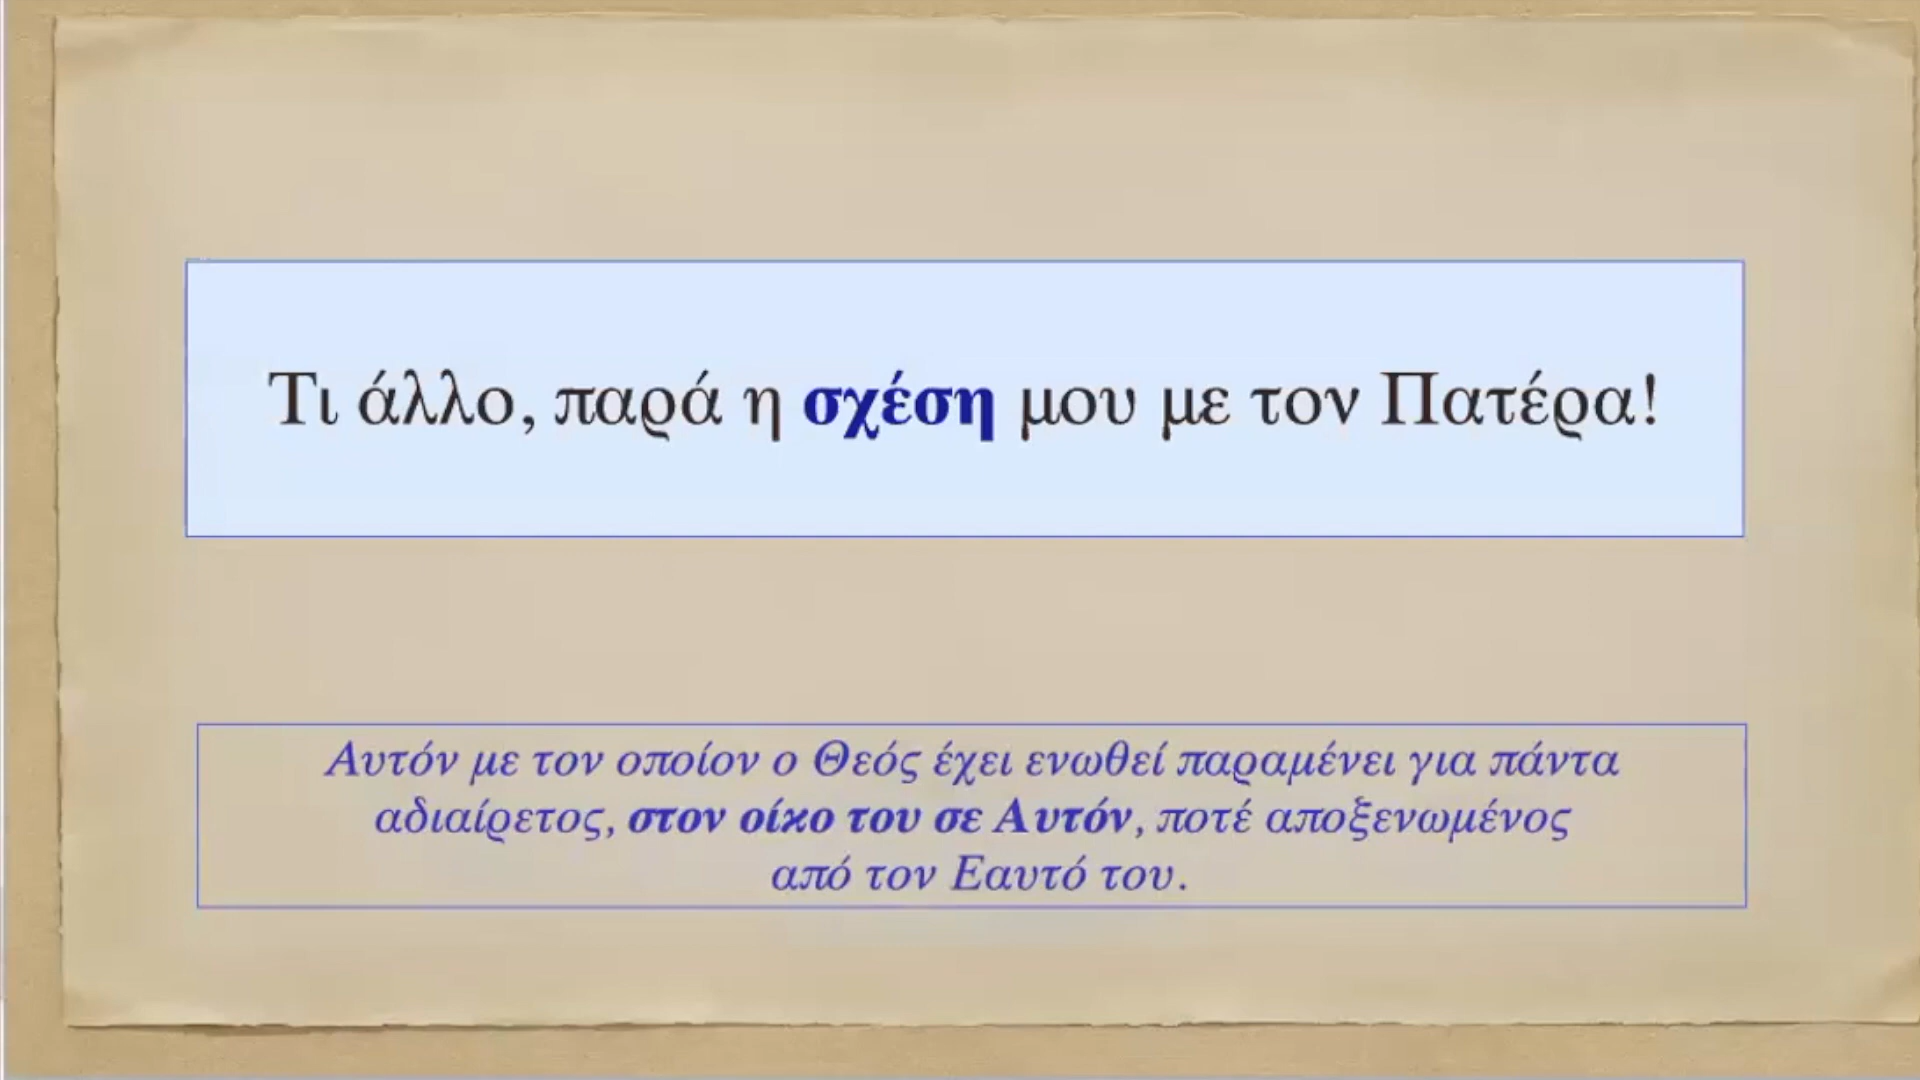 Τι άλλο, παρά η σχέση μου με τον Πατέρα!
Αυτόν με τον οποίον ο Θεός έχει ενωθεί παραμένει για πάντα
αδιαίρετος, στον οίκο του σε Αυτόν, ποτέ αποξενωμένος
από τον Εαυτό του.